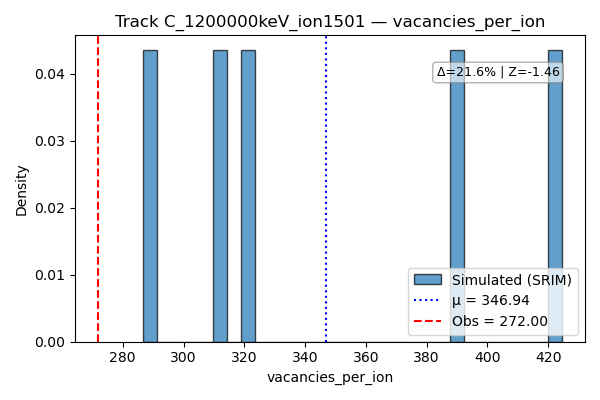 Track C_1200000keV_ion1501 — vacancies_per_ion
Δ=21.6% | Z=-1.46
0.04
0.03
0.02
0.01
0.00
Density
Simulated (SRIM)
μ = 346.94
Obs = 272.00
280 300 320 340 360 380 400 420
vacancies_per_ion